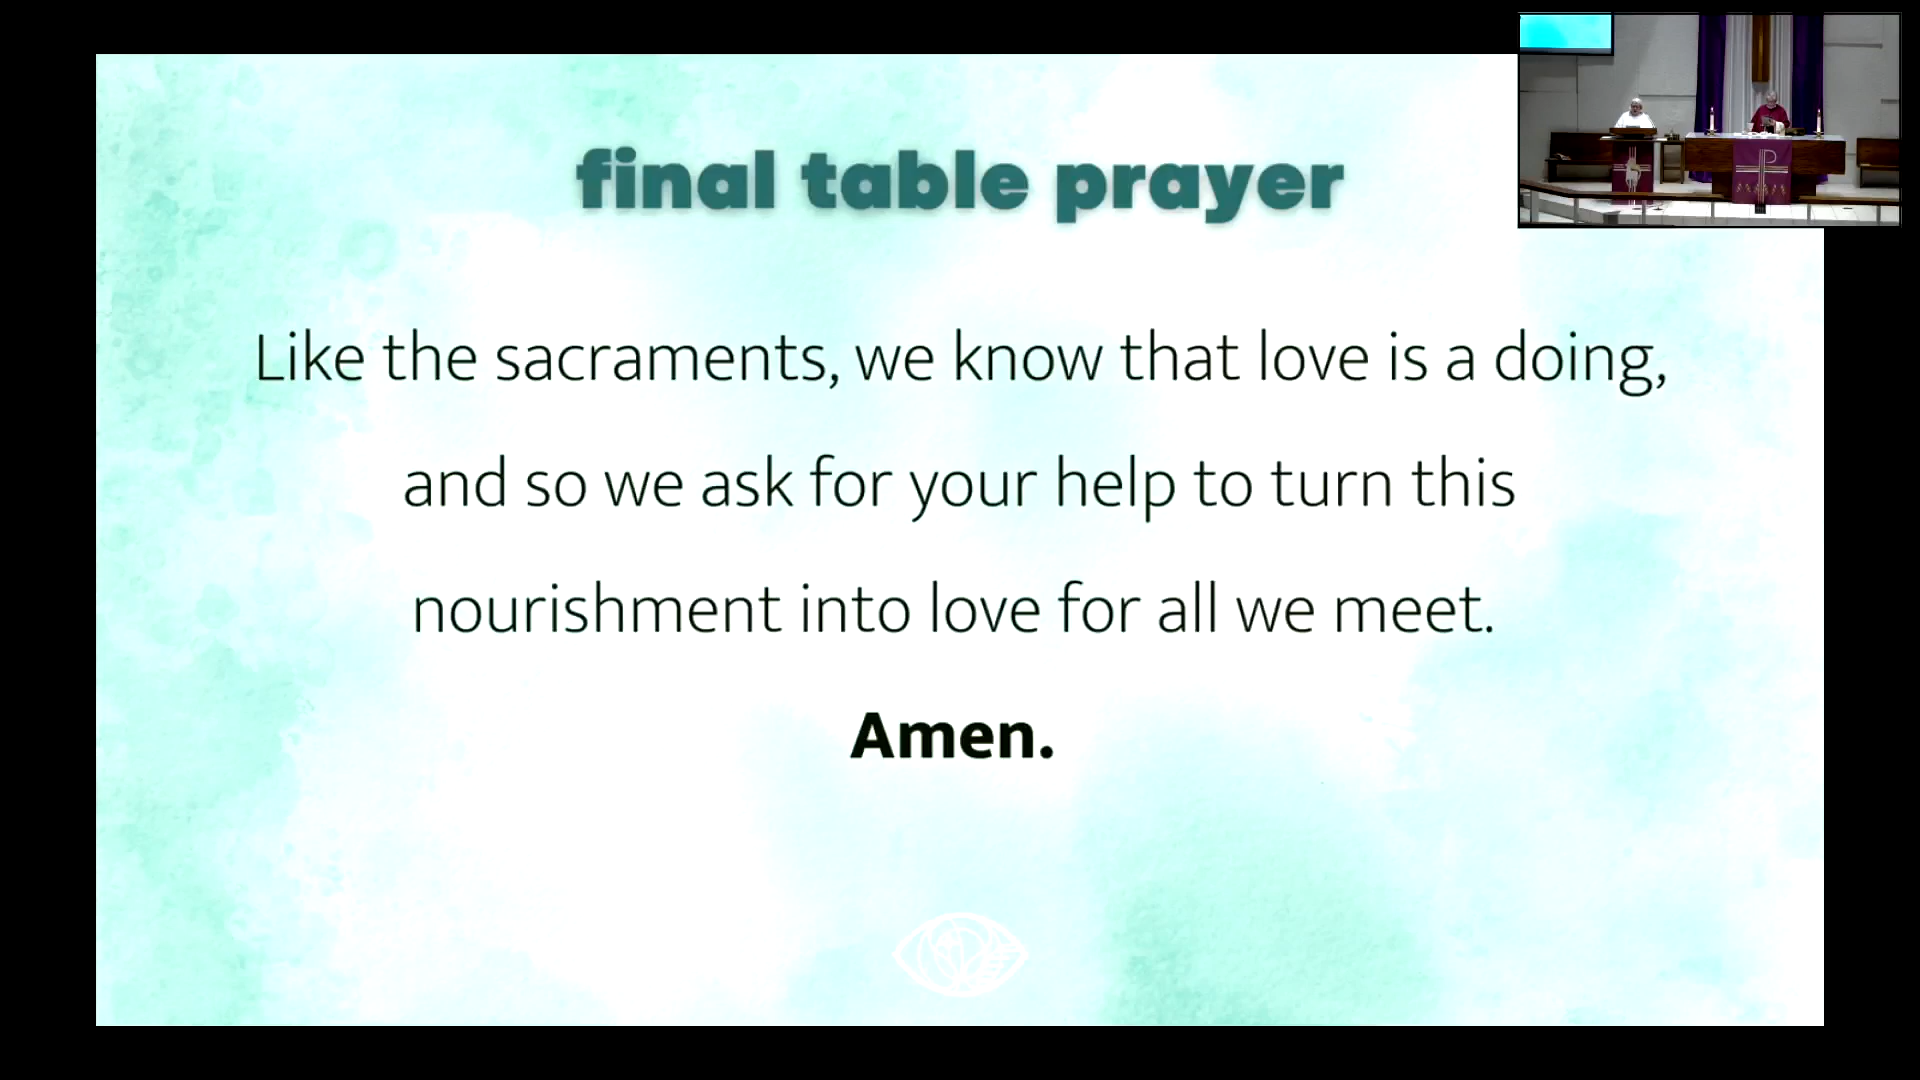 final table prayer
Like the sacraments, we know that love is a doing,
and so we ask for your help to turn this
nourishment into love for all we meet.
Amen.